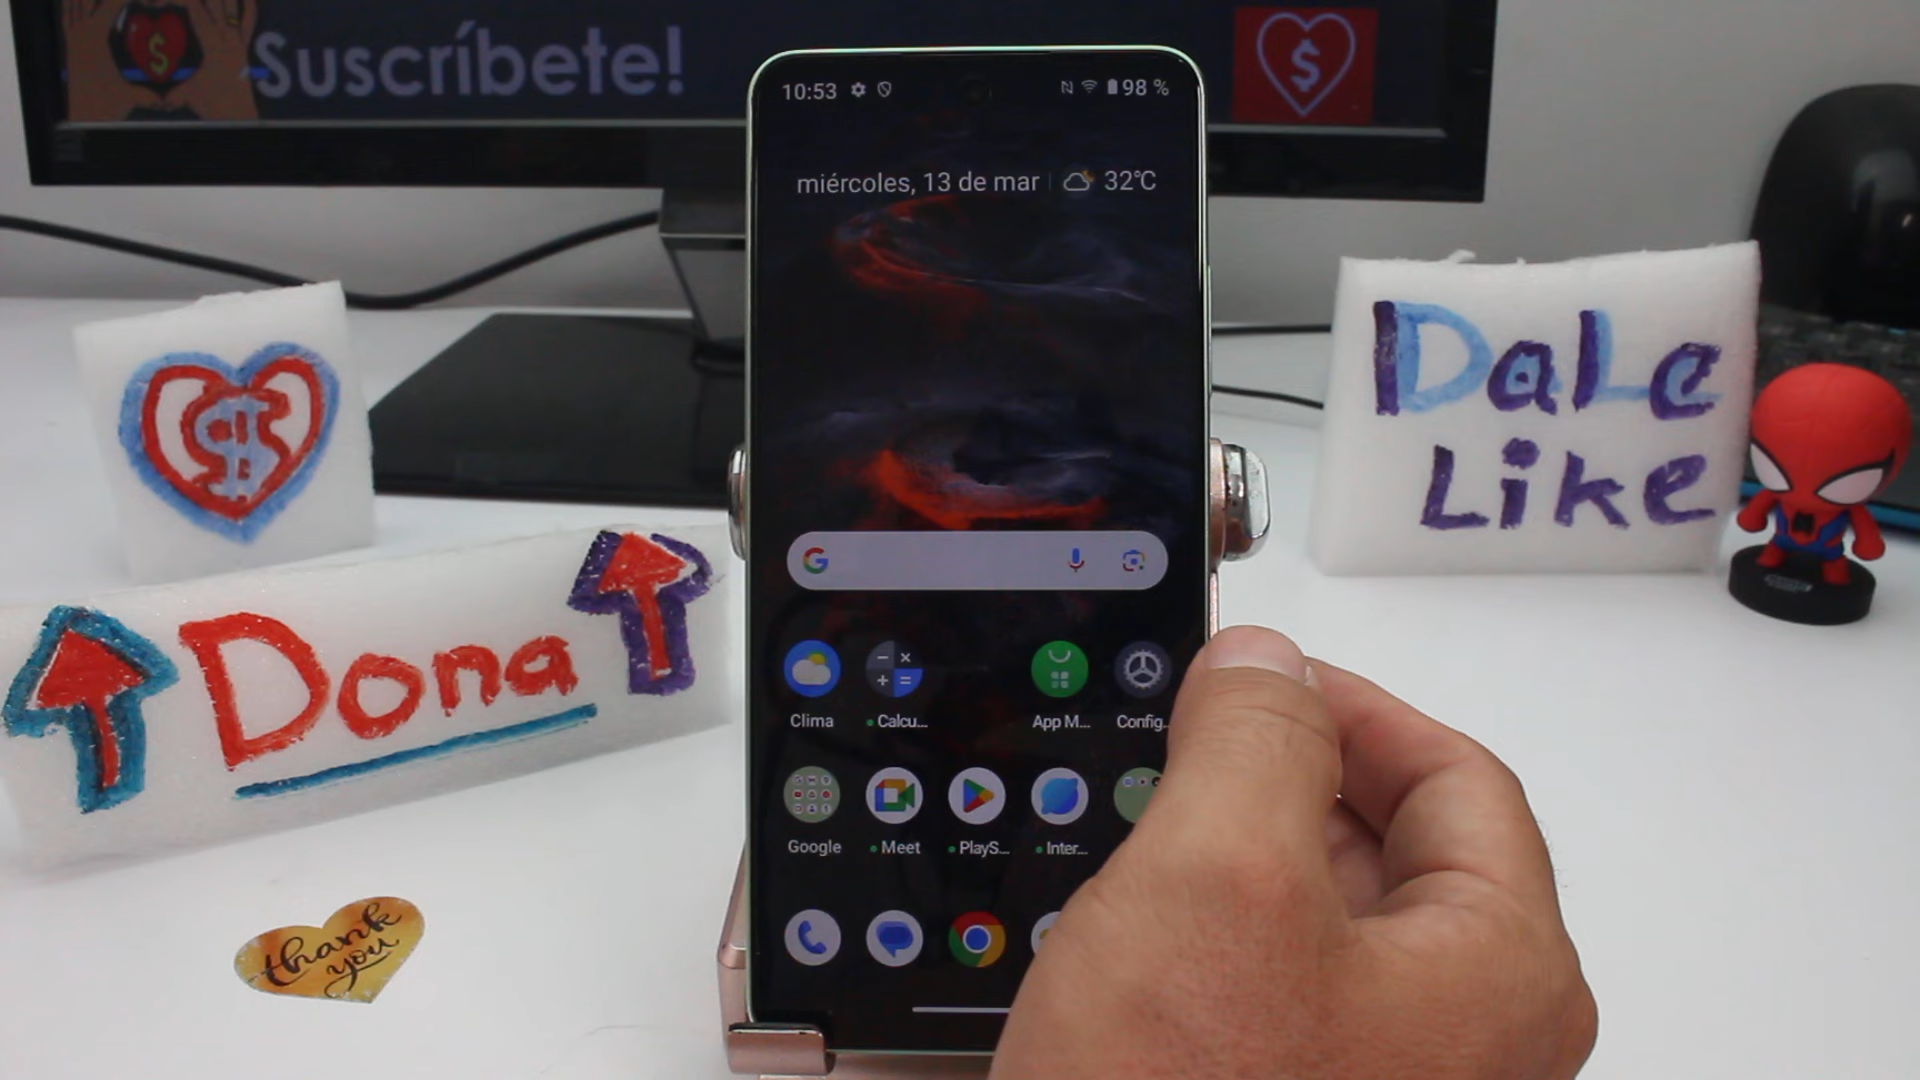 Suscríbete!
$
$
10:53
98 %
miércoles, 13 de mar
32°C
$
Dale
Like
Dona
G
Clima
Calcu...
App M...
Config.
Google
Meet
PlayS...
Inter...
thank
you